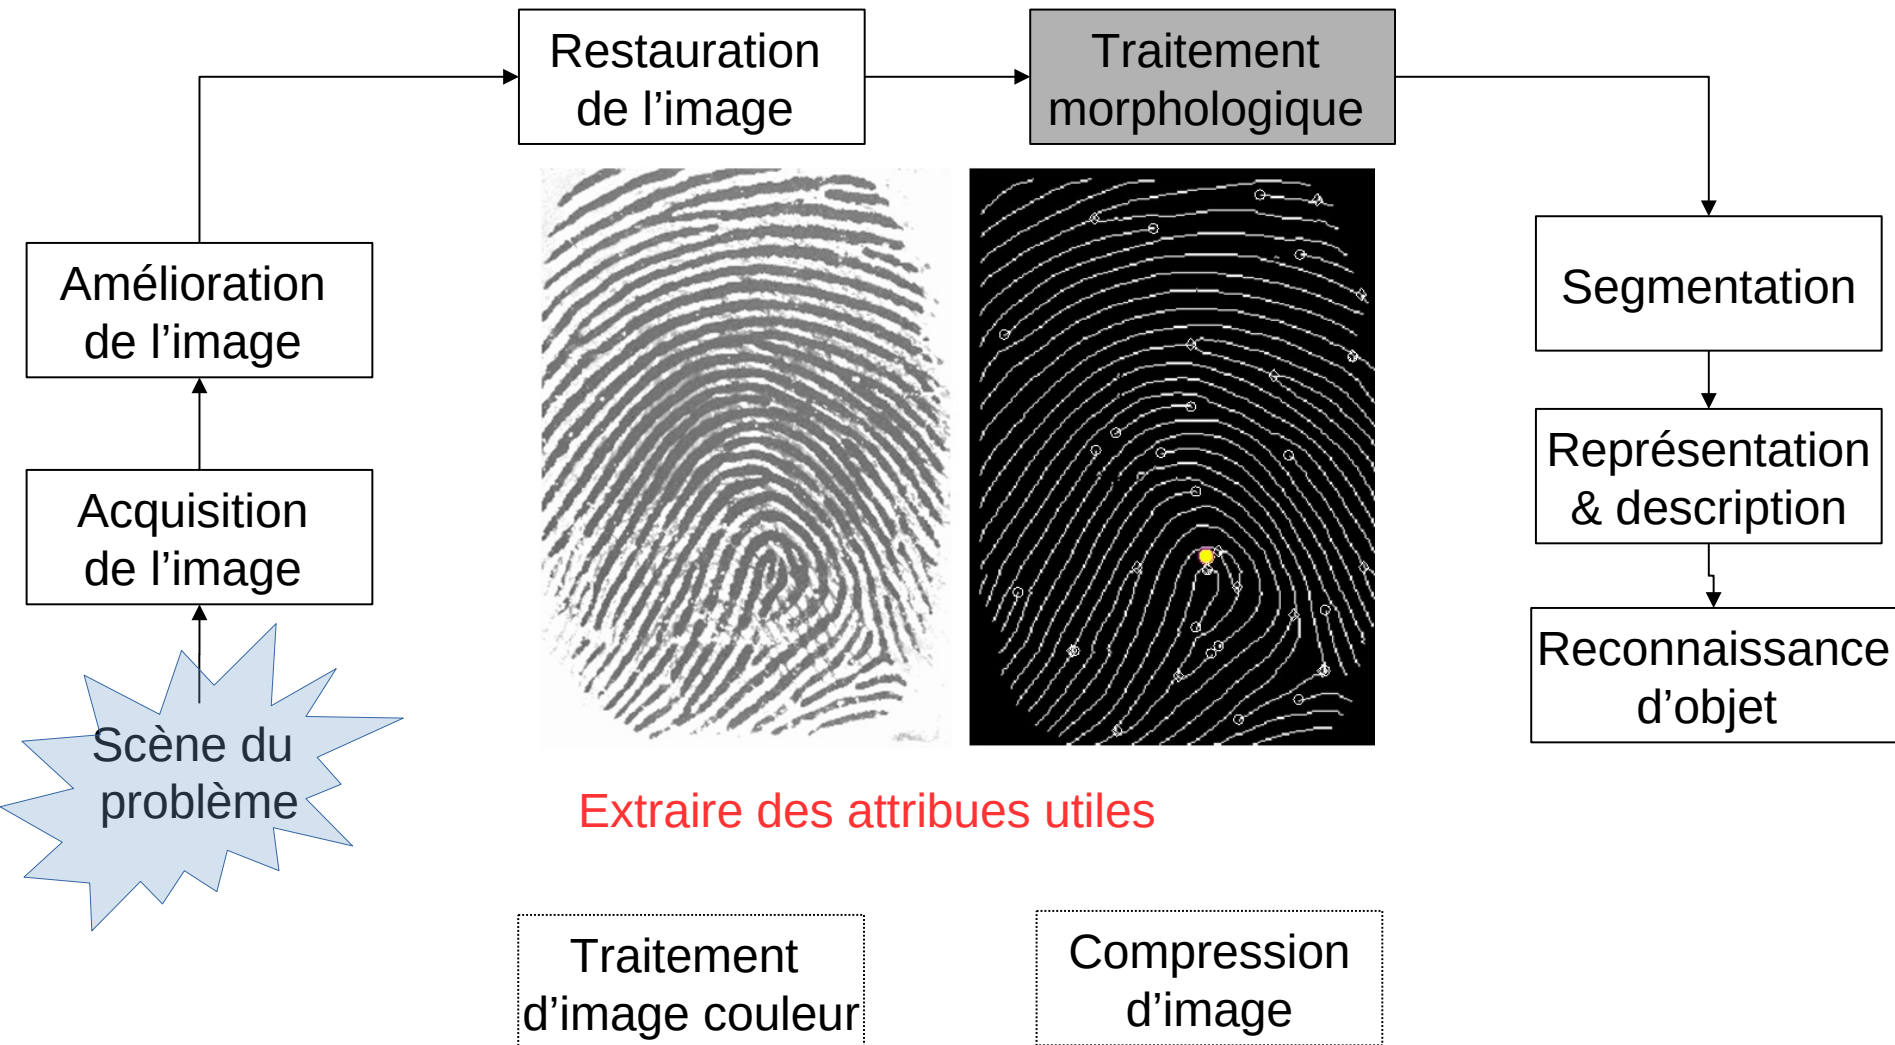 Restauration
de l’image
Traitement
morphologique
Amélioration
de l’image
Segmentation
Acquisition
de l’image
Représentation
& description
Scène du
problème
Reconnaissance
d’objet
Extraire des attribues utiles
Traitement
d’image couleur
Compression
d’image